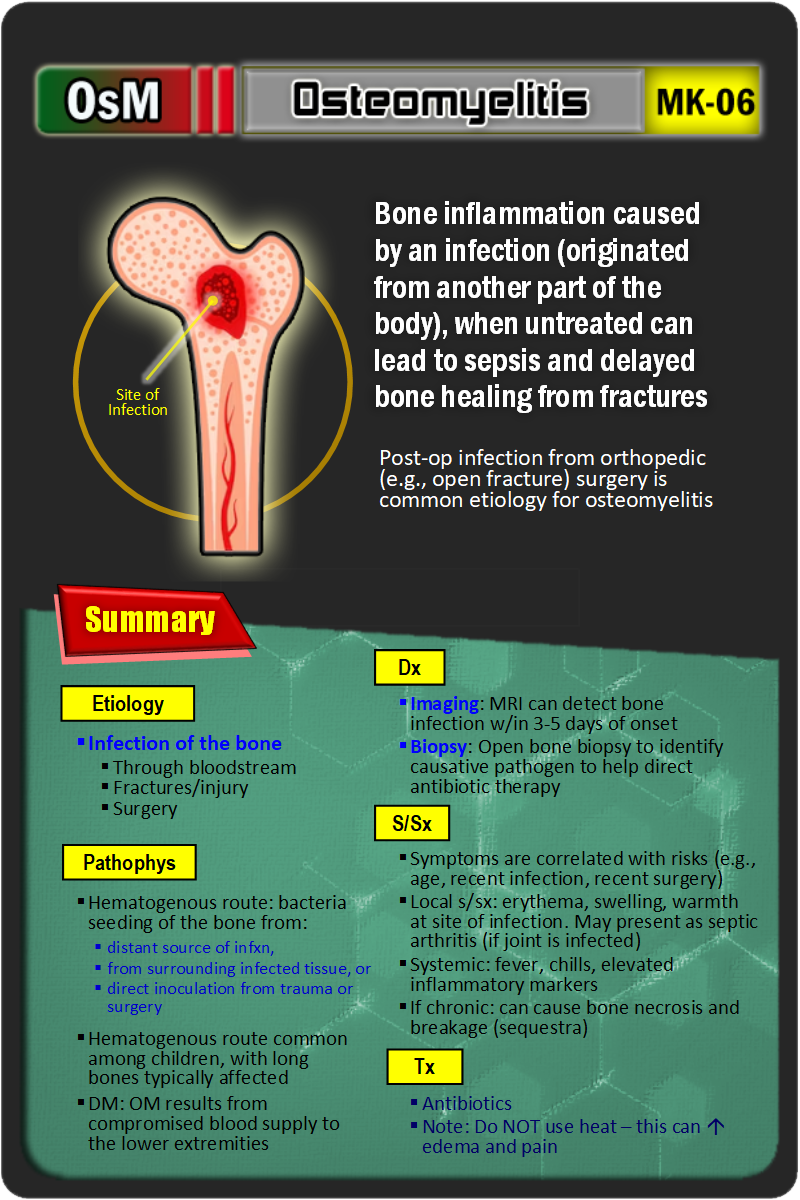 OsM
Osteomyelitis
MK-06
Bone inflammation caused
by an infection (originated
from another part of the
body), when untreated can
lead to sepsis and delayed
bone healing from fractures
Site of
Infection
Post-op infection from orthopedic
(e.g., open fracture) surgery is
common etiology for osteomyelitis
Summary
Etiology
▪ Infection of the bone
▪ Through bloodstream
▪ Fractures/injury
▪ Surgery
Pathophys
▪ Hematogenous route: bacteria
seeding of the bone from:
▪ distant source of infxn,
▪ from surrounding infected tissue, or
▪ direct inoculation from trauma or
surgery
▪ Hematogenous route common
among children, with long
bones typically affected
▪ DM: OM results from
compromised blood supply to
the lower extremities
Dx
▪ Imaging: MRI can detect bone
infection w/in 3-5 days of onset
▪ Biopsy: Open bone biopsy to identify
causative pathogen to help direct
antibiotic therapy
S/Sx
▪ Symptoms are correlated with risks (e.g.,
age, recent infection, recent surgery)
▪ Local s/sx: erythema, swelling, warmth
at site of infection. May present as septic
arthritis (if joint is infected)
▪ Systemic: fever, chills, elevated
inflammatory markers
▪ If chronic: can cause bone necrosis and
breakage (sequestra)
Tx
▪ Antibiotics
▪ Note: Do NOT use heat – this can ↑
edema and pain